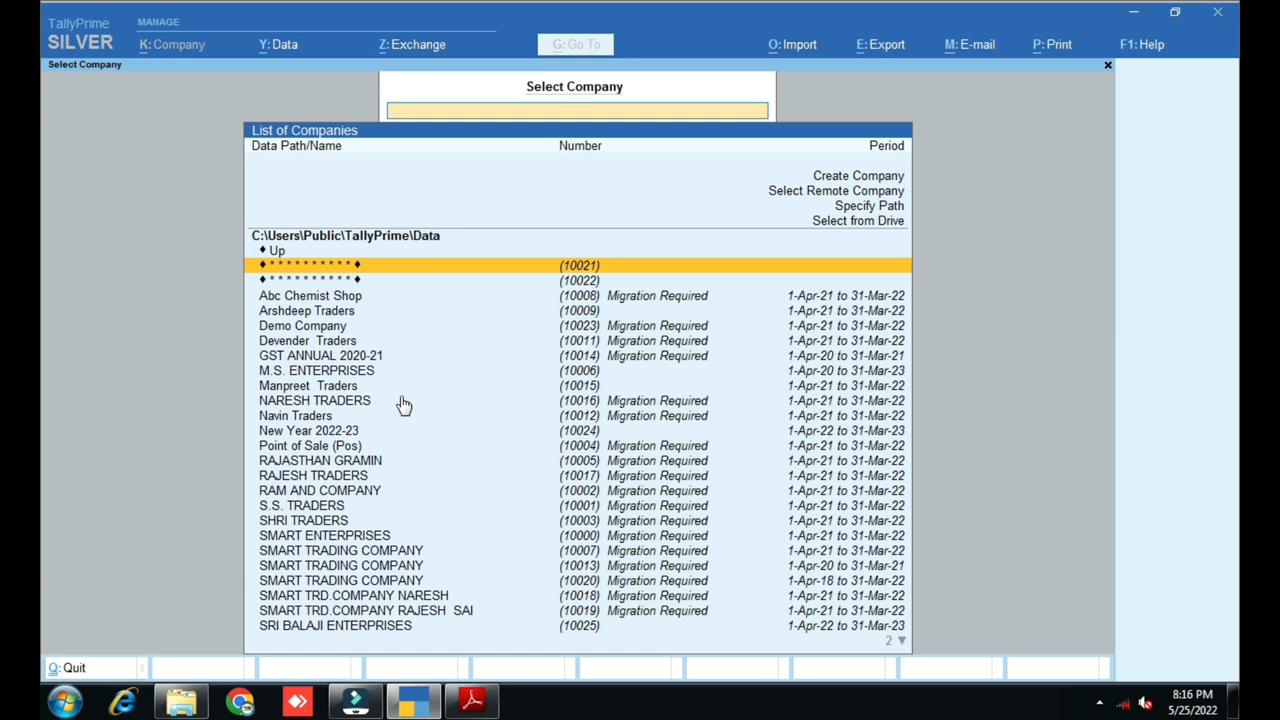 TallyPrime MANAGE
SILVER K: Company Y: Data Z: Exchange G: Go To O: Import E: Export M: E-mail P: Print F1: Help
Select Company
Select Company
List of Companies
Data Path/Name Number Period
Create Company
Select Remote Company
Specify Path
Select from Drive
C:\Users\Public\TallyPrime\Data
♦ Up
♦ * * * * * * * * * * ♦ (10021)
♦ * * * * * * * * * * ♦ (10022)
Abc Chemist Shop (10008) Migration Required 1-Apr-21 to 31-Mar-22
Arshdeep Traders (10009) 1-Apr-21 to 31-Mar-22
Demo Company (10023) Migration Required 1-Apr-21 to 31-Mar-22
Devender Traders (10011) Migration Required 1-Apr-21 to 31-Mar-22
GST ANNUAL 2020-21 (10014) Migration Required 1-Apr-20 to 31-Mar-21
M.S. ENTERPRISES (10006) 1-Apr-20 to 31-Mar-23
Manpreet Traders (10015) 1-Apr-21 to 31-Mar-22
NARESH TRADERS (10016) Migration Required 1-Apr-21 to 31-Mar-22
Navin Traders (10012) Migration Required 1-Apr-21 to 31-Mar-22
New Year 2022-23 (10024) 1-Apr-22 to 31-Mar-23
Point of Sale (Pos) (10004) Migration Required 1-Apr-21 to 31-Mar-22
RAJASTHAN GRAMIN (10005) Migration Required 1-Apr-21 to 31-Mar-22
RAJESH TRADERS (10017) Migration Required 1-Apr-21 to 31-Mar-22
RAM AND COMPANY (10002) Migration Required 1-Apr-21 to 31-Mar-22
S.S. TRADERS (10001) Migration Required 1-Apr-21 to 31-Mar-22
SHRI TRADERS (10003) Migration Required 1-Apr-21 to 31-Mar-22
SMART ENTERPRISES (10000) Migration Required 1-Apr-21 to 31-Mar-22
SMART TRADING COMPANY (10007) Migration Required 1-Apr-21 to 31-Mar-22
SMART TRADING COMPANY (10013) Migration Required 1-Apr-20 to 31-Mar-21
SMART TRADING COMPANY (10020) Migration Required 1-Apr-18 to 31-Mar-22
SMART TRD.COMPANY NARESH (10018) Migration Required 1-Apr-21 to 31-Mar-22
SMART TRD.COMPANY RAJESH SAI (10019) Migration Required 1-Apr-21 to 31-Mar-22
SRI BALAJI ENTERPRISES (10025) 1-Apr-22 to 31-Mar-23
2 ▼
Q: Quit
8:16 PM
5/25/2022